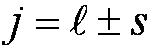 j = ℓ ± s